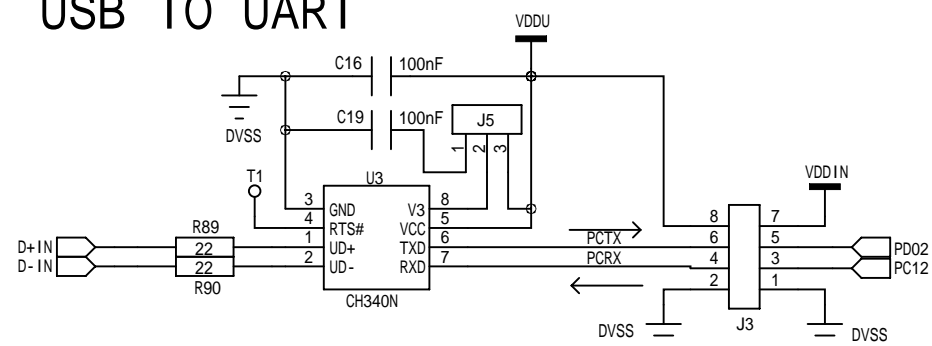 USB TO UART
VDDU
C16 100nF
C19 100nF
J5
1 2 3
DVSS
T1
U3
VDDIN
3 GND V3 8
4 RTS# VCC 5
1 UD+ TXD 6
2 UD- RXD 7
CH340N
R89
22
D+IN
D-IN
22
R90
PCTX
PCRX
8 7
6 5
4 3
2 1
J3
PD02
PC12
DVSS
DVSS